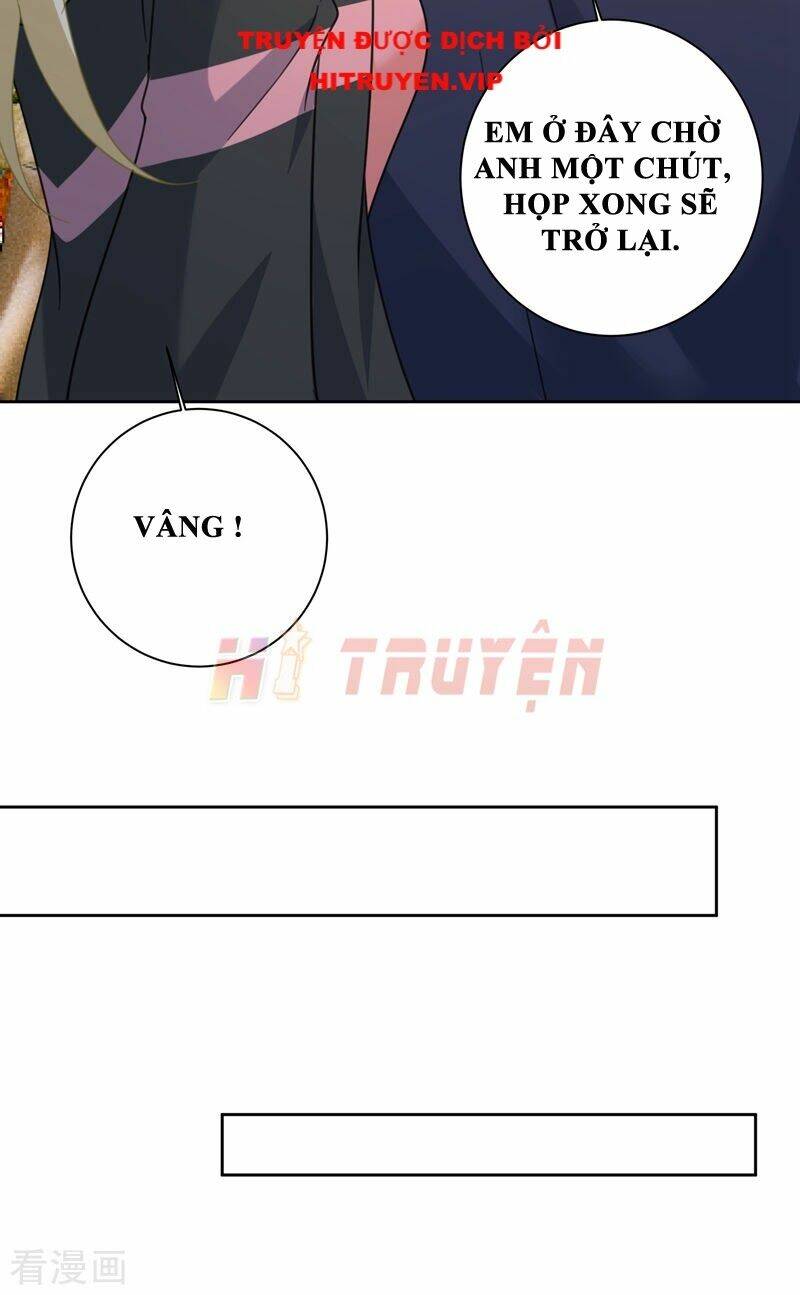 TRUYỆN ĐƯỢC DỊCH BỞI
HITRUYEN.VIP
EM Ở ĐÂY CHỜ
ANH MỘT CHÚT,
HỌP XONG SẼ
TRỞ LẠI.
VÂNG !
HI TRUYỆN
看漫画